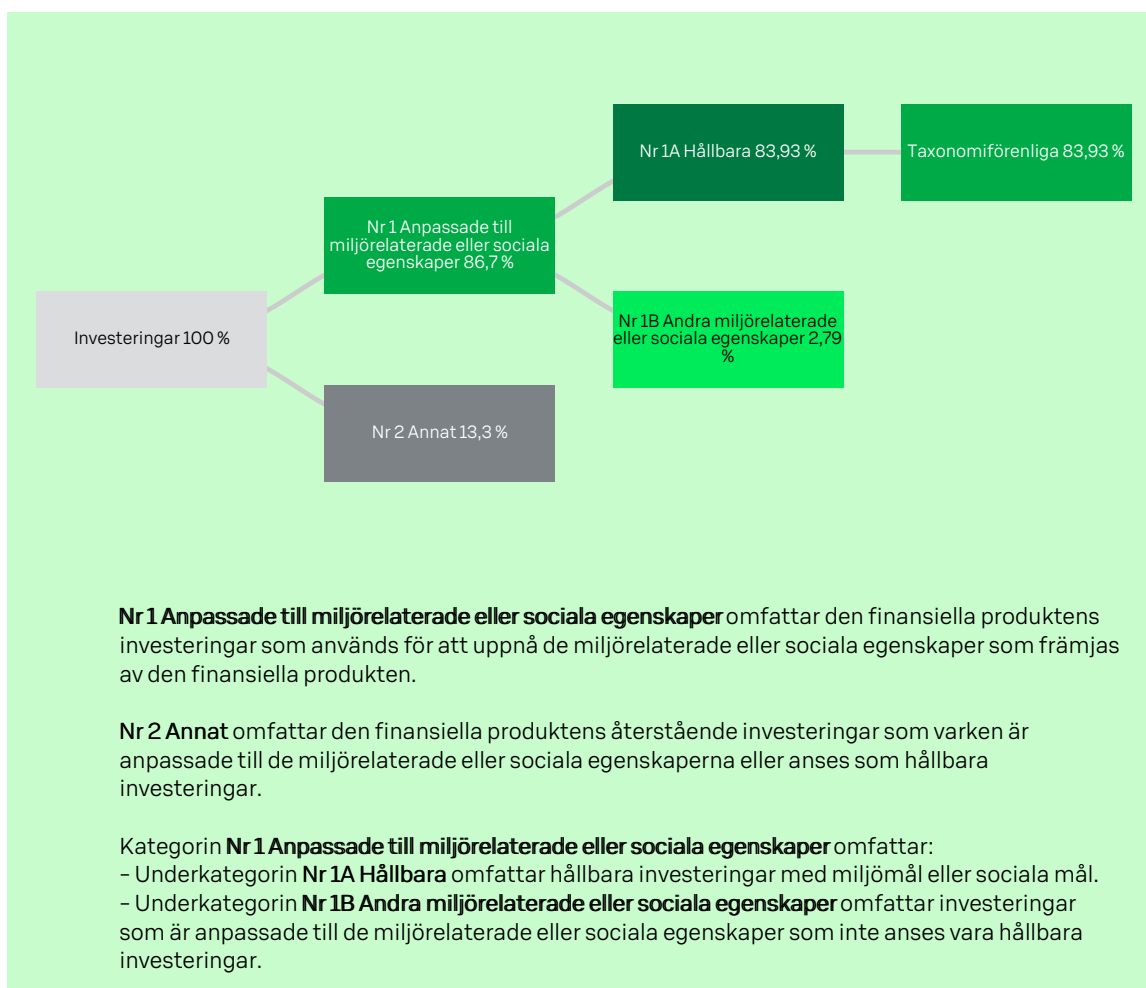 Nr 1A Hållbara 83,93 %
Taxonomiförenliga 83,93 %
Nr 1 Anpassade till
miljörelaterade eller sociala
egenskaper 86,7 %
Investeringar 100 %
Nr 1B Andra miljörelaterade
eller sociala egenskaper 2,79
%
Nr 2 Annat 13,3 %
Nr 1 Anpassade till miljörelaterade eller sociala egenskaper omfattar den finansiella produktens
investeringar som används för att uppnå de miljörelaterade eller sociala egenskaper som främjas
av den finansiella produkten.
Nr 2 Annat omfattar den finansiella produktens återstående investeringar som varken är
anpassade till de miljörelaterade eller sociala egenskaperna eller anses som hållbara
investeringar.
Kategorin Nr 1 Anpassade till miljörelaterade eller sociala egenskaper omfattar:
- Underkategorin Nr 1A Hållbara omfattar hållbara investeringar med miljömål eller sociala mål.
- Underkategorin Nr 1B Andra miljörelaterade eller sociala egenskaper omfattar investeringar
som är anpassade till de miljörelaterade eller sociala egenskaper som inte anses vara hållbara
investeringar.